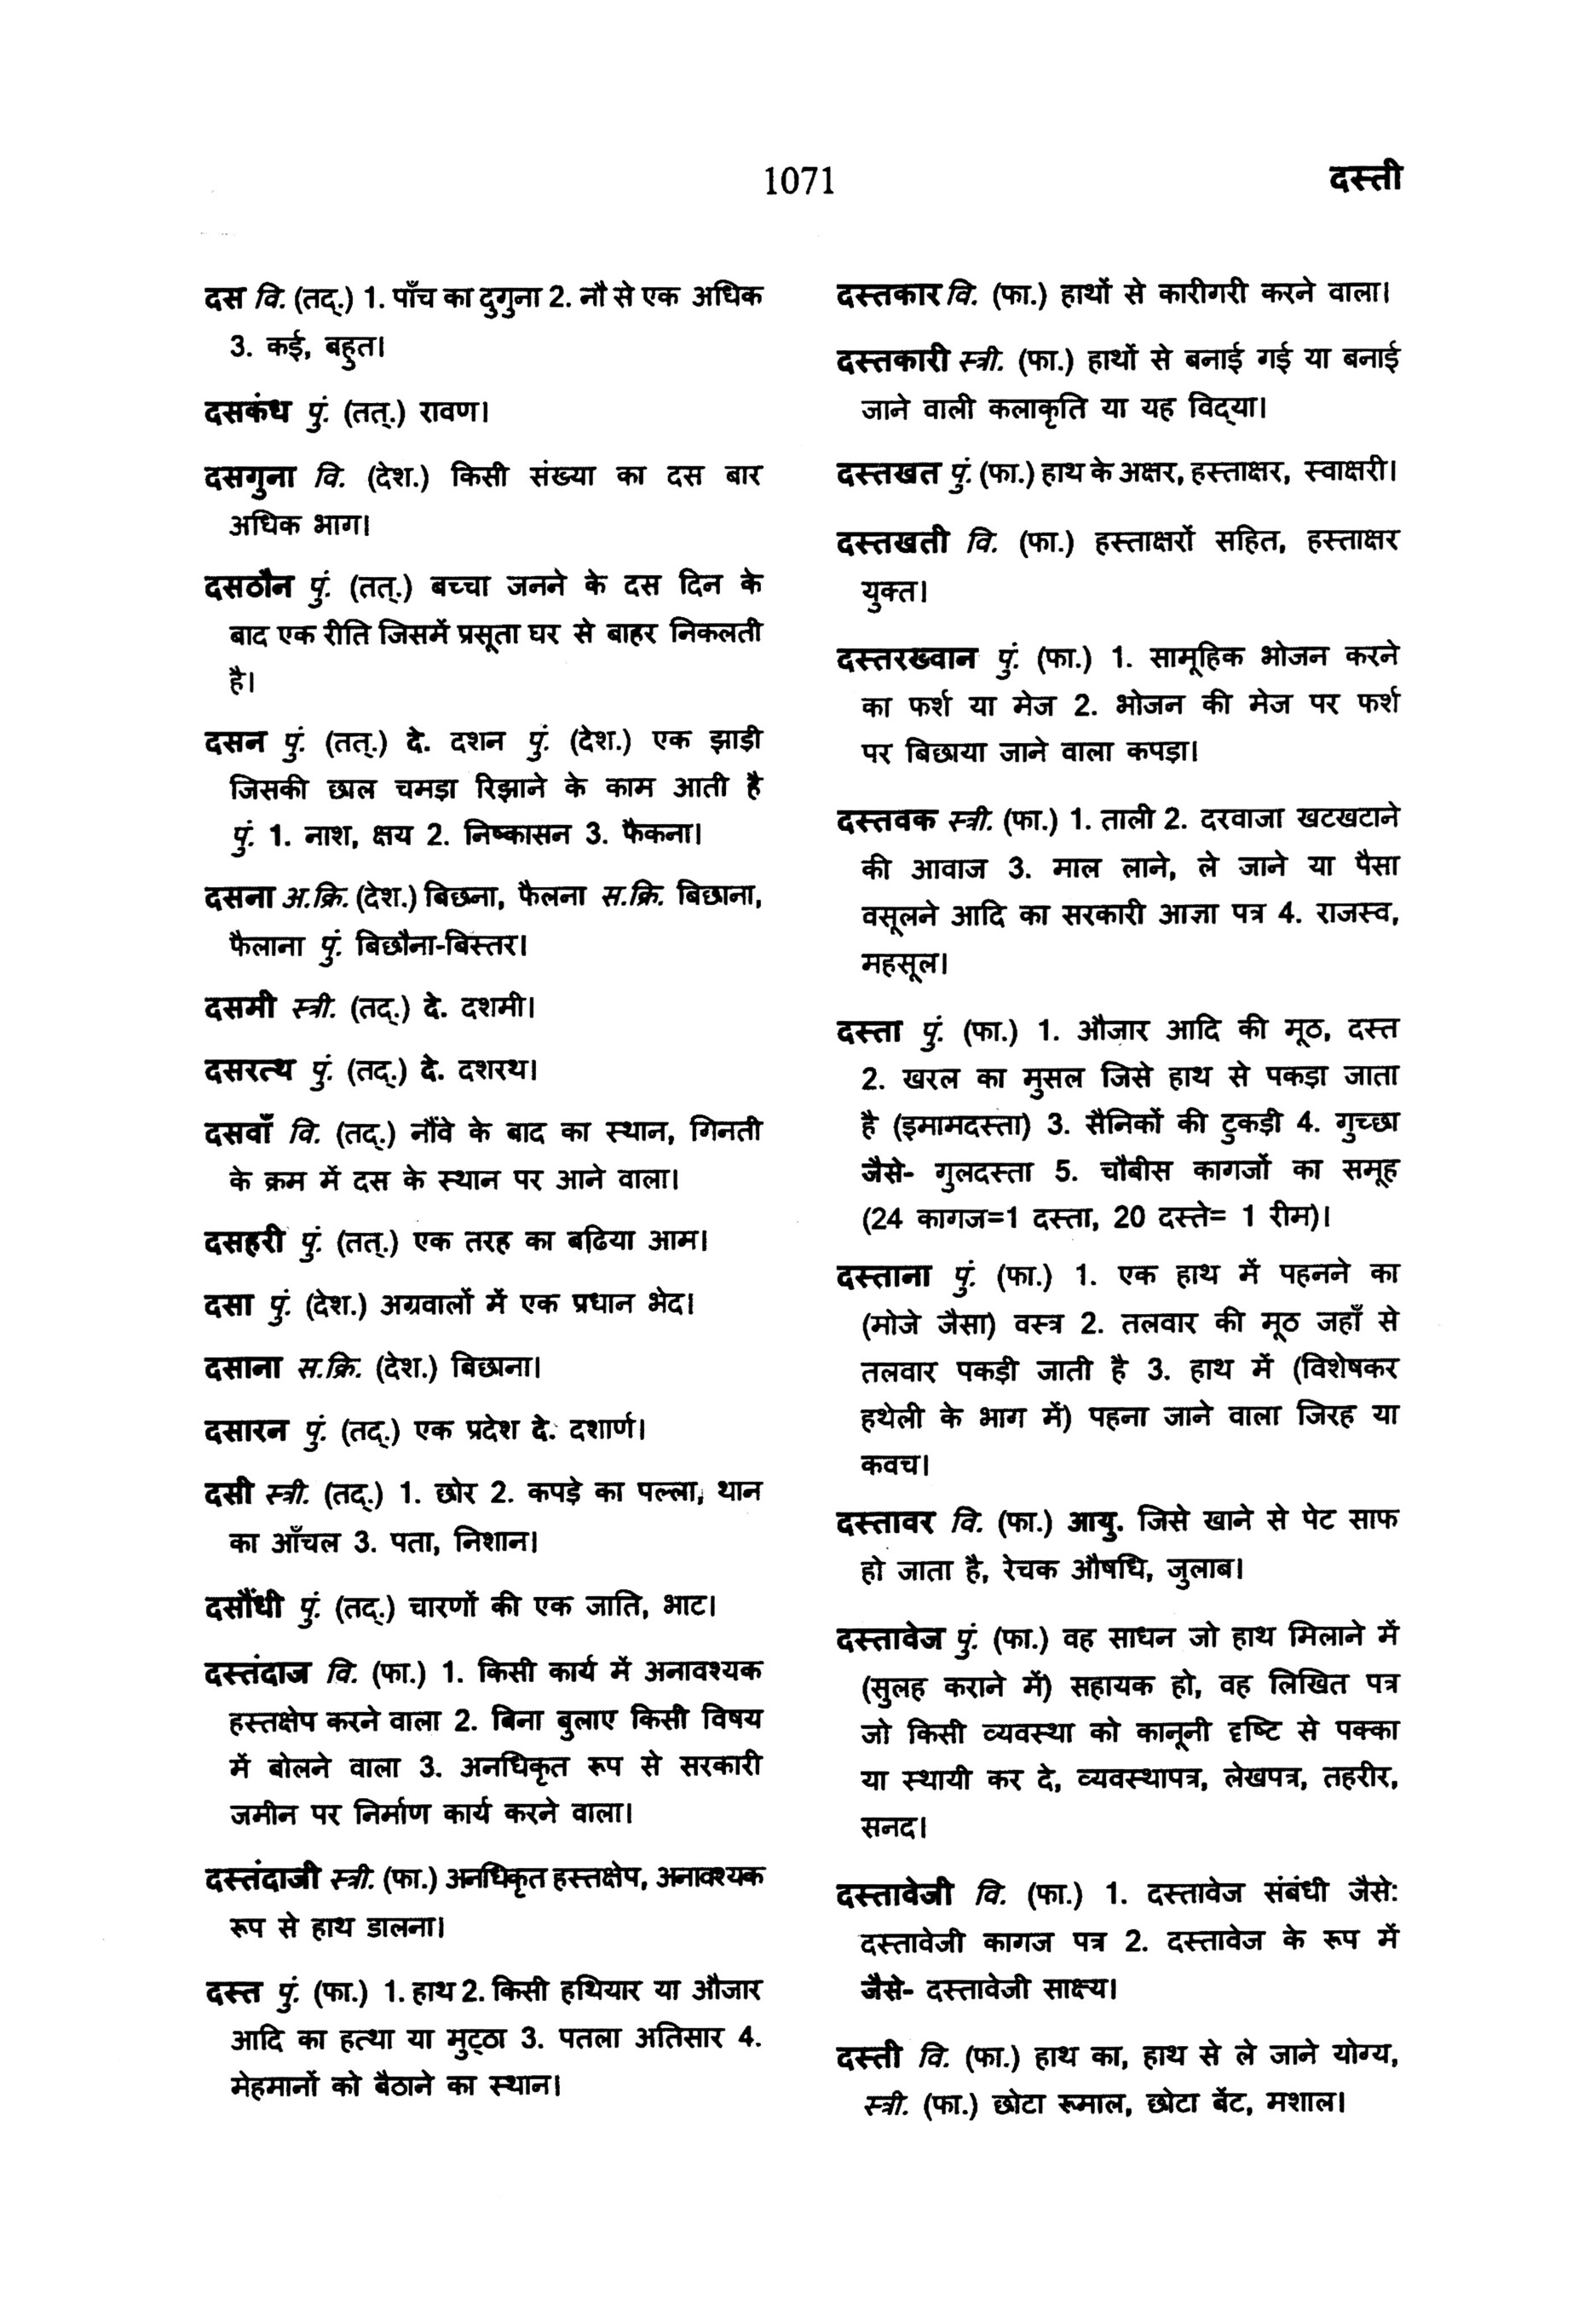 1071
दस्ती
दस वि. (तद्.) 1. पाँच का दुगुना 2. नौ से एक अधिक
3. कई, बहुत।
दसकंध पुं. (तत्.) रावण।
दसगुना वि. (देश.) किसी संख्या का दस बार
अधिक भाग।
दसठौन पुं. (तत्.) बच्चा जनने के दस दिन के
बाद एक रीति जिसमें प्रसूता घर से बाहर निकलती
है।
दसन पुं. (तत्.) दे. दशन पुं. (देश.) एक झाड़ी
जिसकी छाल चमड़ा रिझाने के काम आती है
पुं. 1. नाश, क्षय 2. निष्कासन 3. फैकना।
दसना अ.क्रि. (देश.) बिछना, फैलना स.क्रि. बिछाना,
फैलाना पुं. बिछौना-बिस्तर।
दसमी स्त्री. (तद्.) दे. दशमी।
दसरत्थ पुं. (तद्.) दे. दशरथ।
दसवाँ वि. (तद्.) नौंवे के बाद का स्थान, गिनती
के क्रम में दस के स्थान पर आने वाला।
दसहरी पुं. (तत्.) एक तरह का बढिया आम।
दसा पुं. (देश.) अग्रवालों में एक प्रधान भेद।
दसाना स.क्रि. (देश.) बिछाना।
दसारन पुं. (तद्.) एक प्रदेश दे. दशार्ण।
दसी स्त्री. (तद्.) 1. छोर 2. कपड़े का पल्ला, थान
का आँचल 3. पता, निशान।
दसौंधी पुं. (तद्.) चारणों की एक जाति, भाट।
दस्तंदाज वि. (फा.) 1. किसी कार्य में अनावश्यक
हस्तक्षेप करने वाला 2. बिना बुलाए किसी विषय
में बोलने वाला 3. अनधिकृत रूप से सरकारी
जमीन पर निर्माण कार्य करने वाला।
दस्तंदाजी स्त्री. (फा.) अनधिकृत हस्तक्षेप, अनावश्यक
रूप से हाथ डालना।
दस्त पुं. (फा.) 1. हाथ 2. किसी हथियार या औजार
आदि का हत्था या मुट्ठा 3. पतला अतिसार 4.
मेहमानों को बैठाने का स्थान।
दस्तकार वि. (फा.) हाथों से कारीगरी करने वाला।
दस्तकारी स्त्री. (फा.) हाथों से बनाई गई या बनाई
जाने वाली कलाकृति या यह विद्या।
दस्तखत पुं. (फा.) हाथ के अक्षर, हस्ताक्षर, स्वाक्षरी।
दस्तखती वि. (फा.) हस्ताक्षरों सहित, हस्ताक्षर
युक्त।
दस्तरख्वान पुं. (फा.) 1. सामूहिक भोजन करने
का फर्श या मेज 2. भोजन की मेज पर फर्श
पर बिछाया जाने वाला कपड़ा।
दस्तवक स्त्री. (फा.) 1. ताली 2. दरवाजा खटखटाने
की आवाज 3. माल लाने, ले जाने या पैसा
वसूलने आदि का सरकारी आज्ञा पत्र 4. राजस्व,
महसूल।
दस्ता पुं. (फा.) 1. औजार आदि की मूठ, दस्त
2. खरल का मुसल जिसे हाथ से पकड़ा जाता
है (इमामदस्ता) 3. सैनिकों की टुकड़ी 4. गुच्छा
जैसे- गुलदस्ता 5. चौबीस कागजों का समूह
(24 कागज=1 दस्ता, 20 दस्ते= 1 रीम)।
दस्ताना पुं. (फा.) 1. एक हाथ में पहनने का
(मोजे जैसा) वस्त्र 2. तलवार की मूठ जहाँ से
तलवार पकड़ी जाती है 3. हाथ में (विशेषकर
हथेली के भाग में) पहना जाने वाला जिरह या
कवच।
दस्तावर वि. (फा.) आयु. जिसे खाने से पेट साफ
हो जाता है, रेचक औषधि, जुलाब।
दस्तावेज पुं. (फा.) वह साधन जो हाथ मिलाने में
(सुलह कराने में) सहायक हो, वह लिखित पत्र
जो किसी व्यवस्था को कानूनी दृष्टि से पक्का
या स्थायी कर दे, व्यवस्थापत्र, लेखपत्र, तहरीर,
सनद।
दस्तावेजी वि. (फा.) 1. दस्तावेज संबंधी जैसे:
दस्तावेजी कागज पत्र 2. दस्तावेज के रूप में
जैसे- दस्तावेजी साक्ष्य।
दस्ती वि. (फा.) हाथ का, हाथ से ले जाने योग्य,
स्त्री. (फा.) छोटा रूमाल, छोटा बेंट, मशाल।